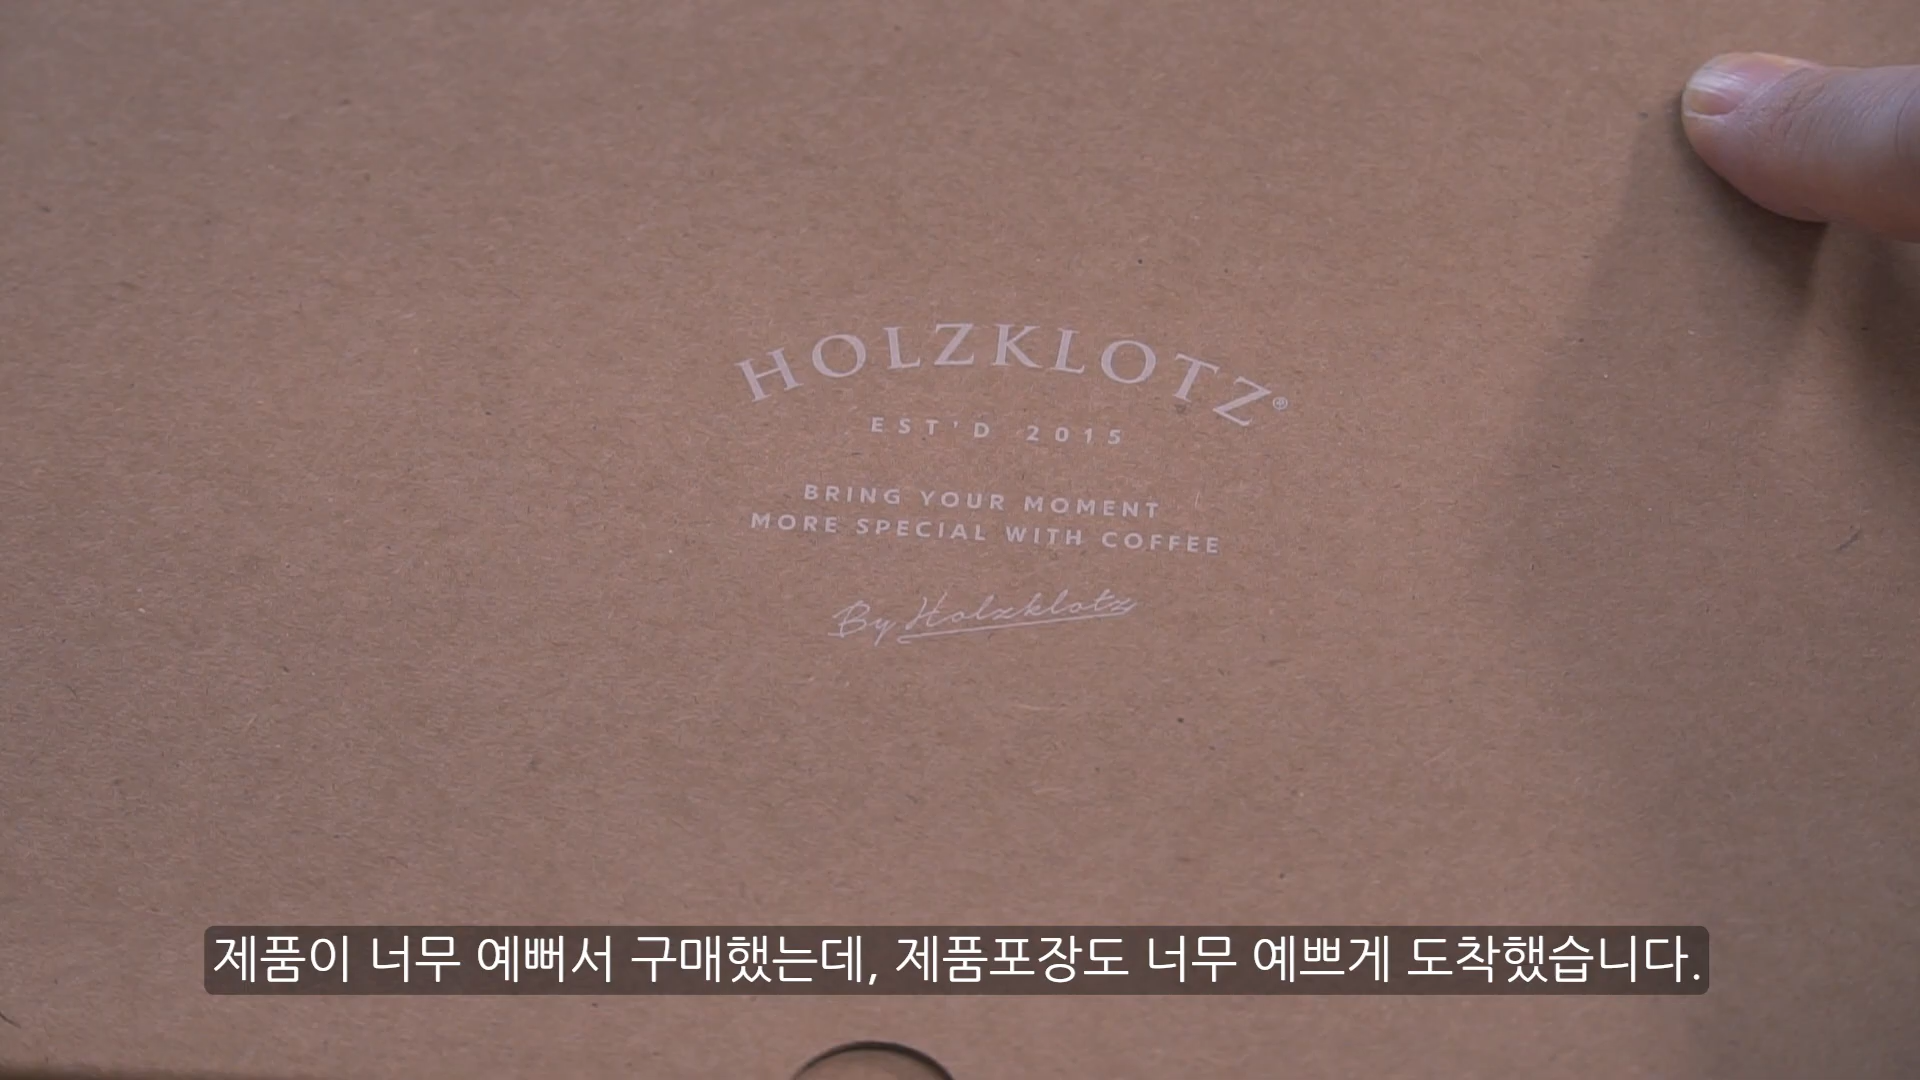 HOLZKLOTZ®
EST'D 2015
BRING YOUR MOMENT
MORE SPECIAL WITH COFFEE
By Holzklotz
제품이 너무 예뻐서 구매했는데, 제품포장도 너무 예쁘게 도착했습니다.